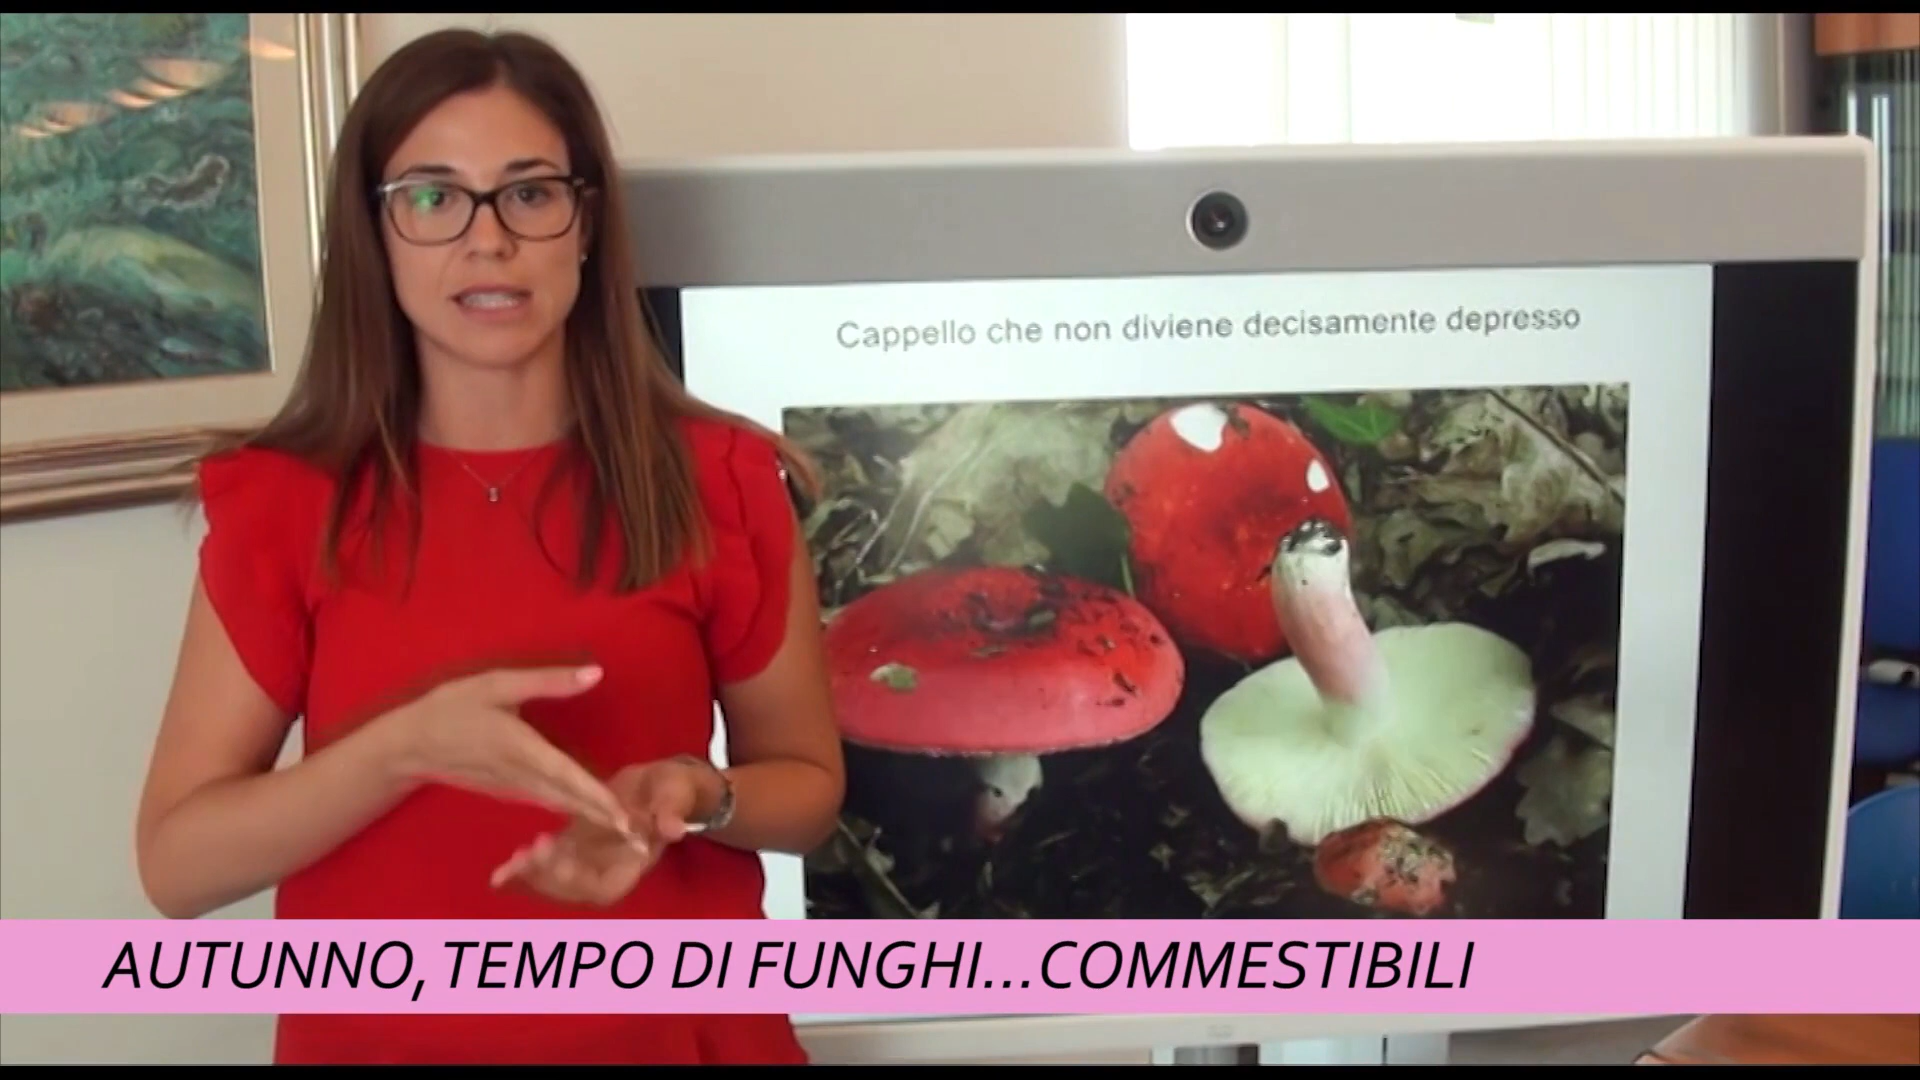 Cappello che non diviene decisamente depresso
AUTUNNO, TEMPO DI FUNGHI...COMMESTIBILI